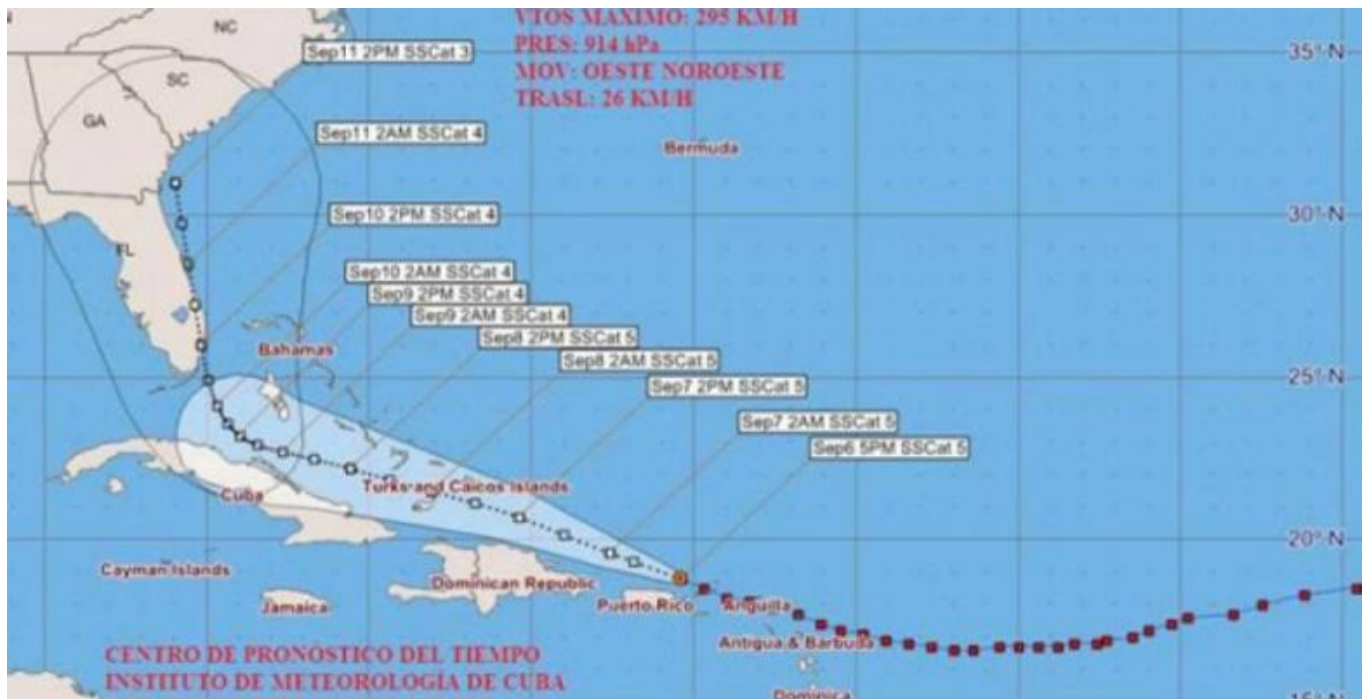 NC
VTOS MAXIMO: 295 KM/H
PRES: 914 hPa
MOV: OESTE NOROESTE
TRASL: 26 KM/H
Sep11 2PM SSCat 3
35° N
SC
GA
Sep11 2AM SSCat 4
Bermuda
Sep10 2PM SSCat 4
30° N
FL
Sep10 2AM SSCat 4
Sep9 2PM SSCat 4
Sep9 2AM SSCat 4
Sep8 2PM SSCat 5
Bahamas
Sep8 2AM SSCat 5
Sep7 2PM SSCat 5
25° N
Sep7 2AM SSCat 5
Sep6 5PM SSCat 5
Turks and Caicos Islands
Cuba
20° N
Cayman Islands
Dominican Republic
Jamaica
Puerto Rico
Anguilla
Antigua & Barbuda
CENTRO DE PRONÓSTICO DEL TIEMPO
INSTITUTO DE METEOROLOGÍA DE CUBA
Dominica
15° N